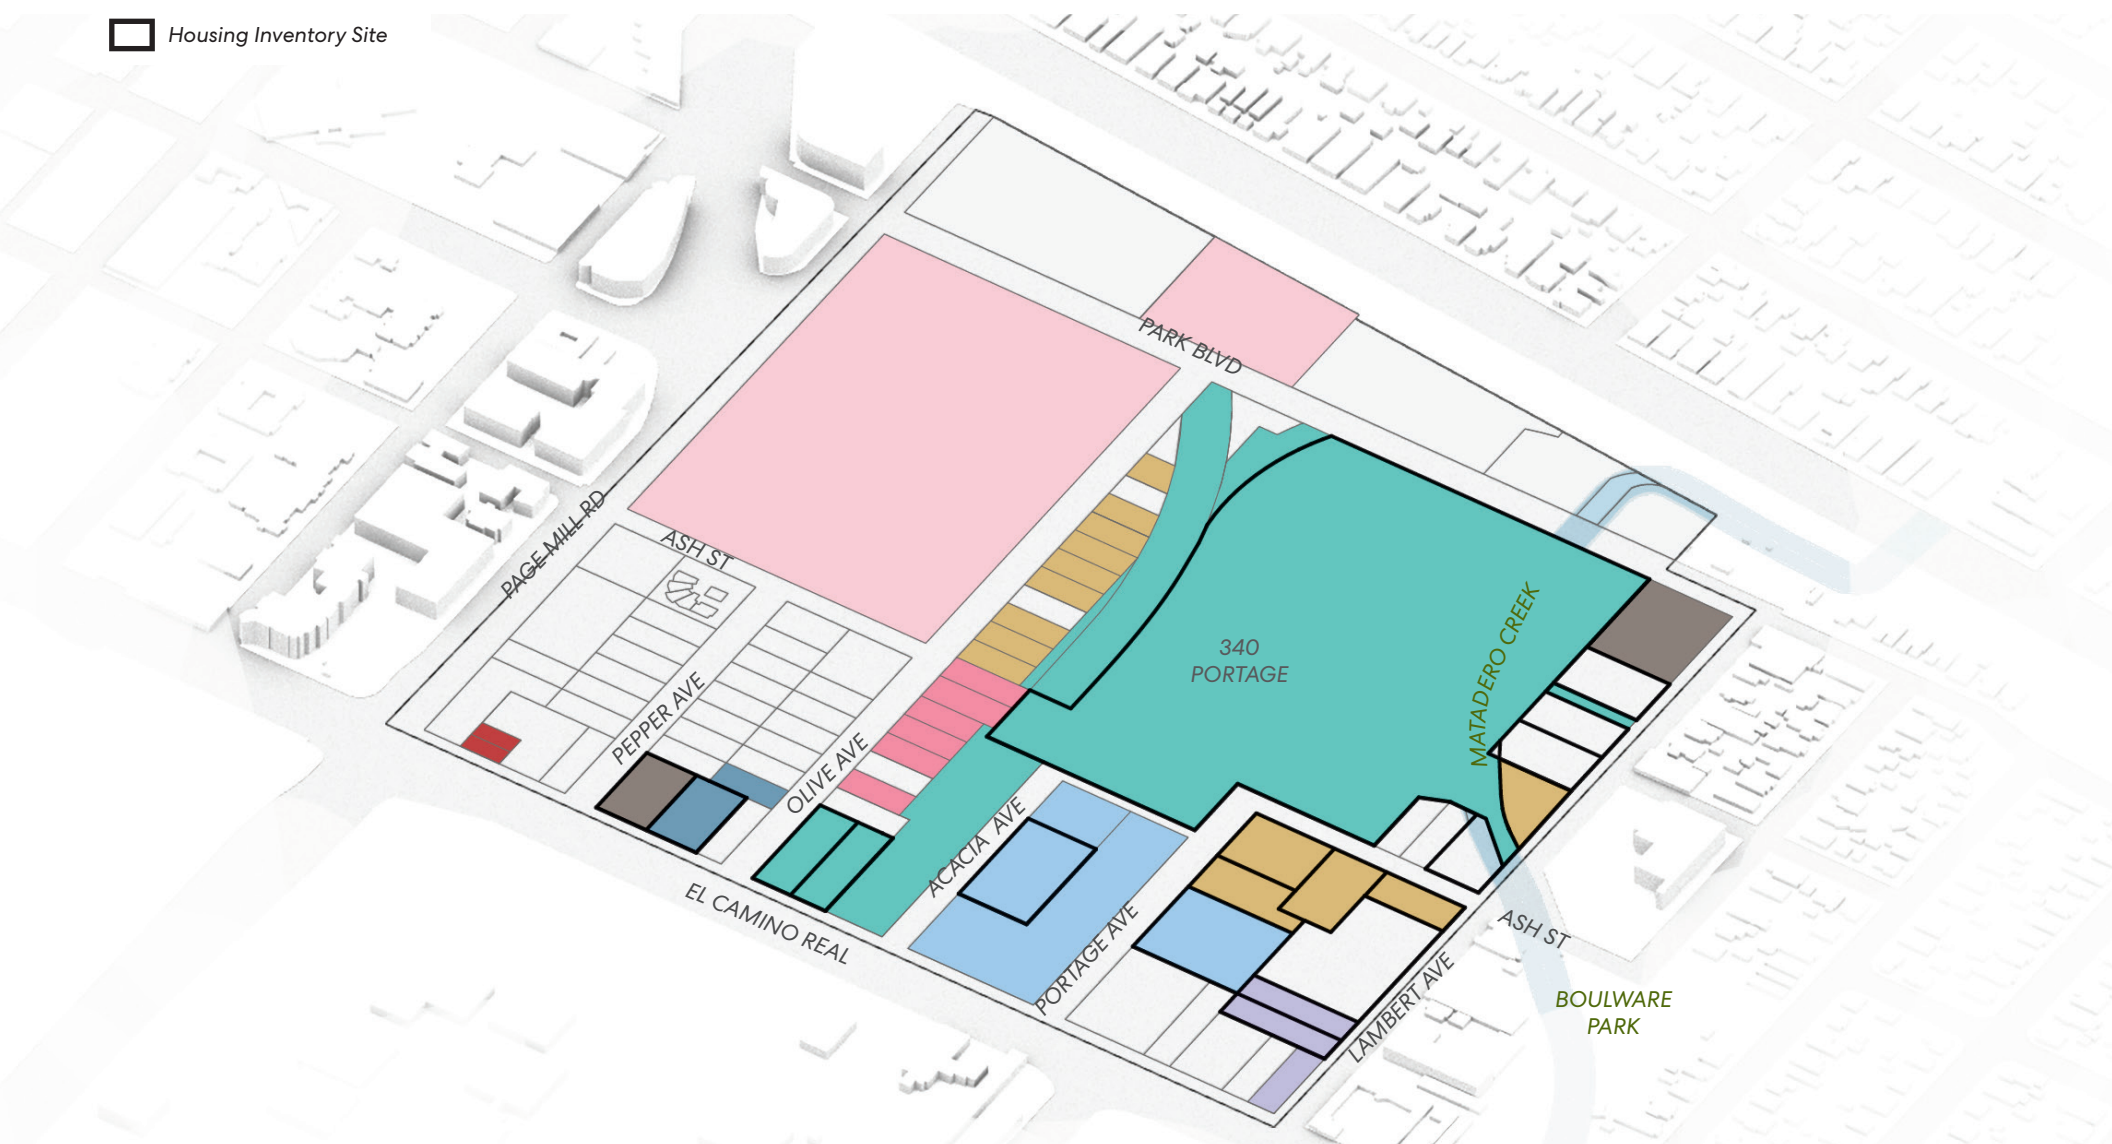 Housing Inventory Site
PARK BLVD
PAGE MILL RD
ASH ST
340
PORTAGE
MATADERO CREEK
PEPPER AVE
OLIVE AVE
ACACIA AVE
EL CAMINO REAL
PORTAGE AVE
ASH ST
LAMBERT AVE
BOULWARE
PARK